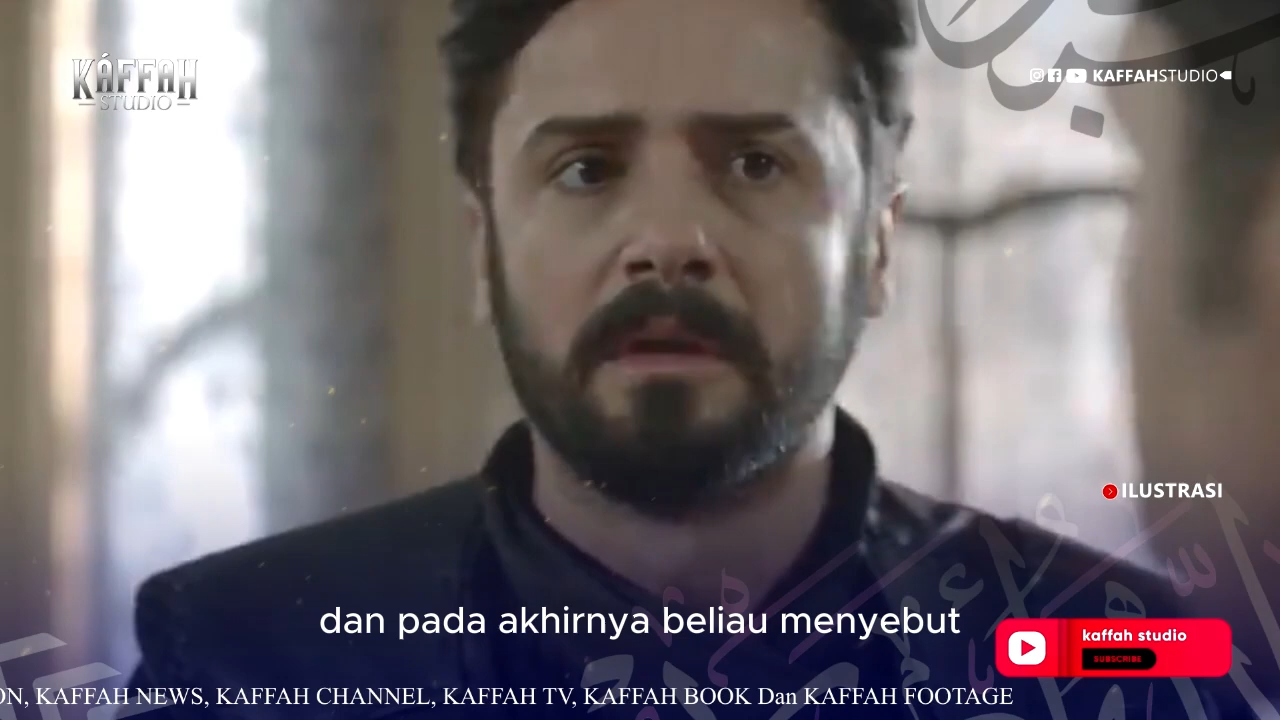 KÁFFAH
STUDIO
KAFFAHSTUDIO
ILUSTRASI
dan pada akhirnya beliau menyebut
kaffah studio
SUBSCRIBE
ON, KAFFAH NEWS, KAFFAH CHANNEL, KAFFAH TV, KAFFAH BOOK Dan KAFFAH FOOTAGE